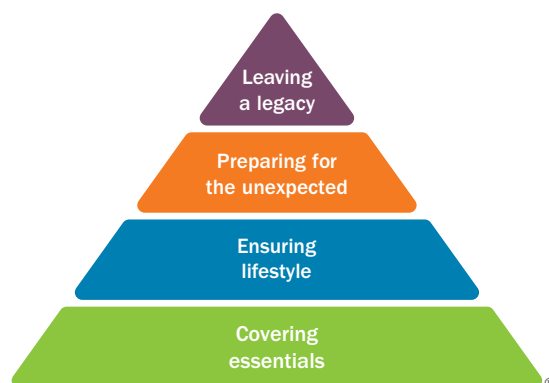 Leaving
a legacy
Preparing for
the unexpected
Ensuring
lifestyle
Covering
essentials